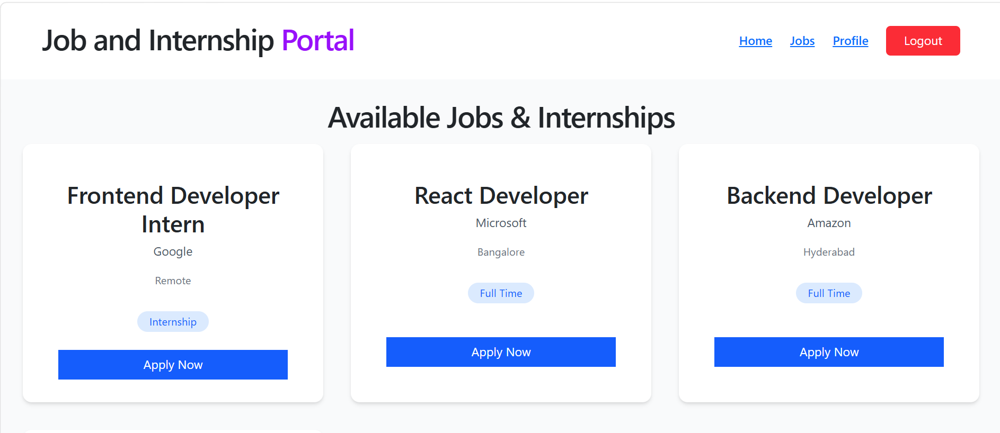 Job and Internship Portal
Home Jobs Profile Logout
Available Jobs & Internships
Frontend Developer
Intern
Google
Remote
Internship
Apply Now
React Developer
Microsoft
Bangalore
Full Time
Apply Now
Backend Developer
Amazon
Hyderabad
Full Time
Apply Now